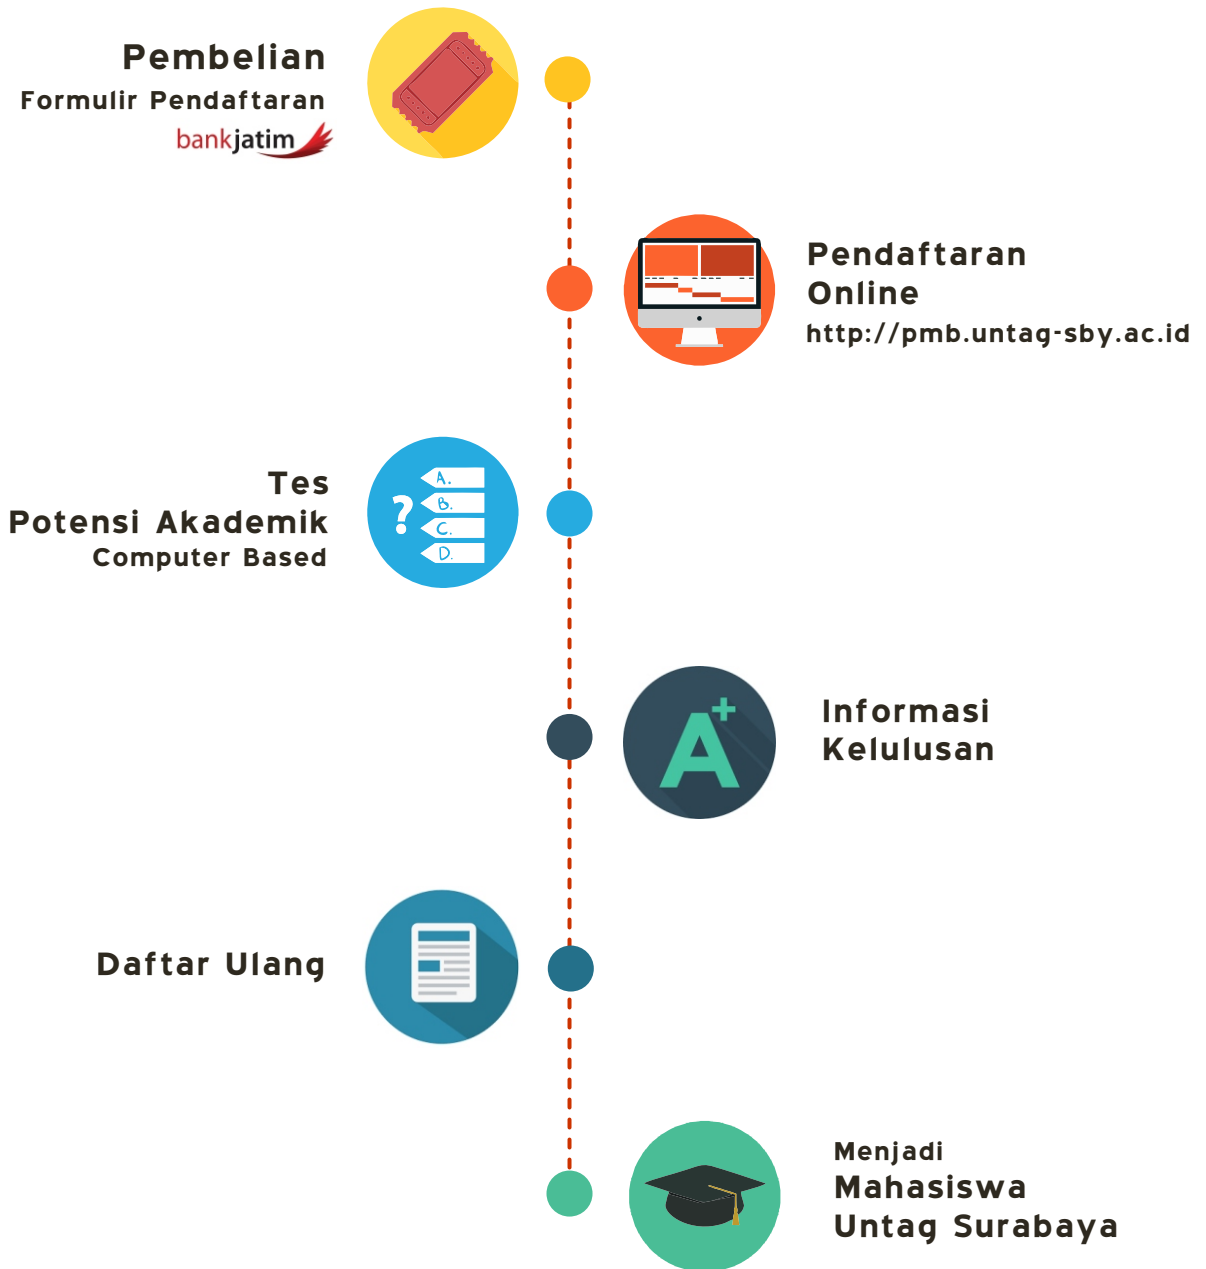 Pembelian
Formulir Pendaftaran
bankjatim
Pendaftaran
Online
http://pmb.untag-sby.ac.id
Tes
Potensi Akademik
Computer Based
?
A.
B.
C.
D.
Informasi
Kelulusan
A+
Daftar Ulang
Menjadi
Mahasiswa
Untag Surabaya